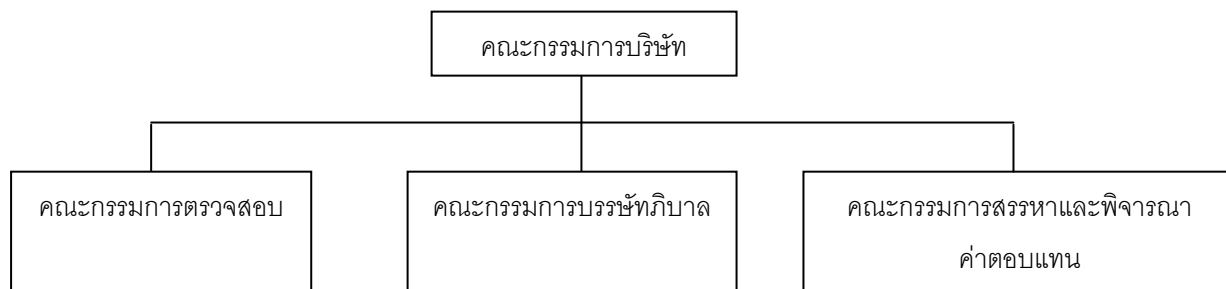 คณะกรรมการบริษัท
คณะกรรมการตรวจสอบ
คณะกรรมการบรรษัทภิบาล
คณะกรรมการสรรหาและพิจารณา
ค่าตอบแทน